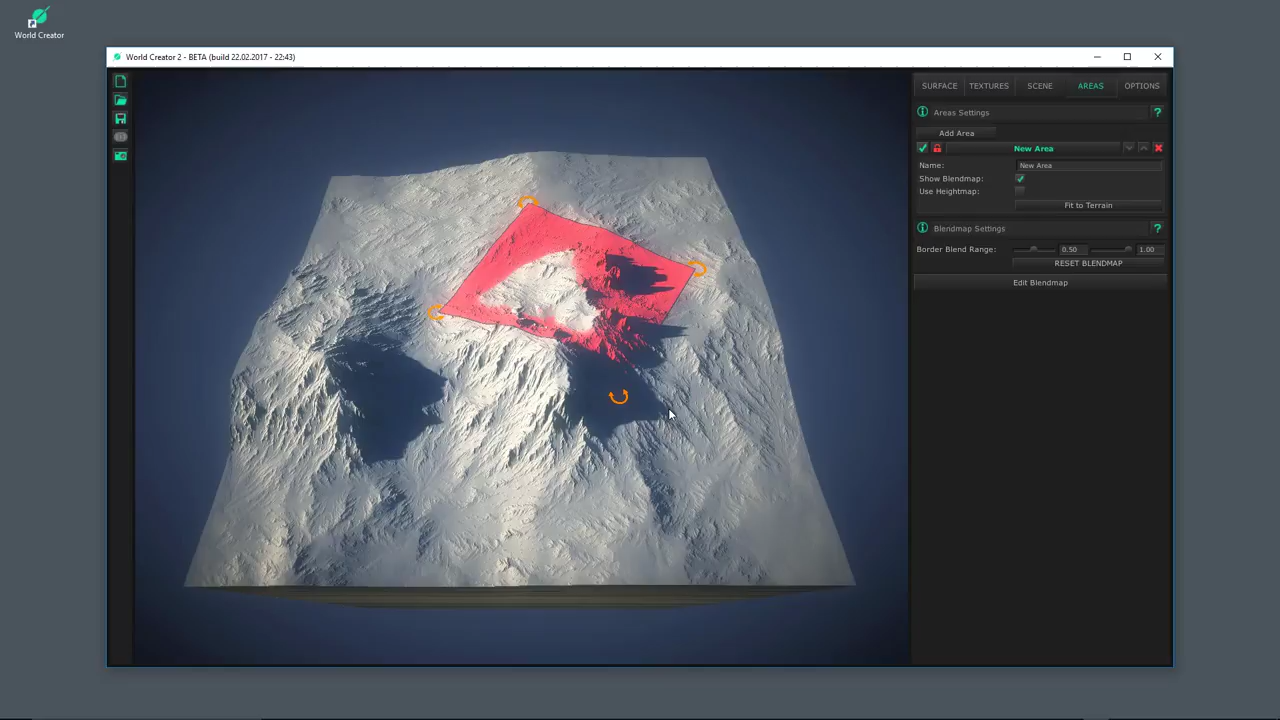 World Creator
World Creator 2 - BETA (build 22.02.2017 - 22:43)
SURFACE TEXTURES SCENE AREAS OPTIONS
Areas Settings ?
Add Area
New Area
Name: New Area
Show Blendmap:
Use Heightmap:
Fit to Terrain
Blendmap Settings ?
Border Blend Range: 0.50 1.00
RESET BLENDMAP
Edit Blendmap